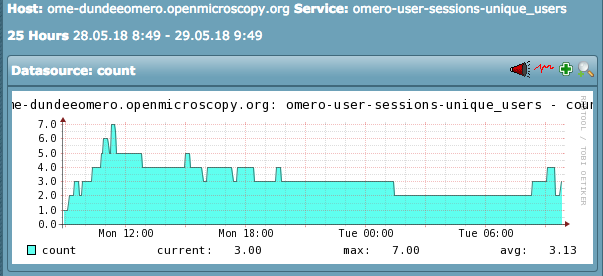 Host: ome-dundeeomero.openmicroscopy.org Service: omero-user-sessions-unique_users
25 Hours 28.05.18 8:49 - 29.05.18 9:49
Datasource: count
me-dundeeomero.openmicroscopy.org: omero-user-sessions-unique_users - coun
7.0
6.0
5.0
4.0
3.0
2.0
1.0
0.0
Mon 12:00 Mon 18:00 Tue 00:00 Tue 06:00
count current: 3.00 max: 7.00 avg: 3.13
RRDTOOL / TOBI OETIKER